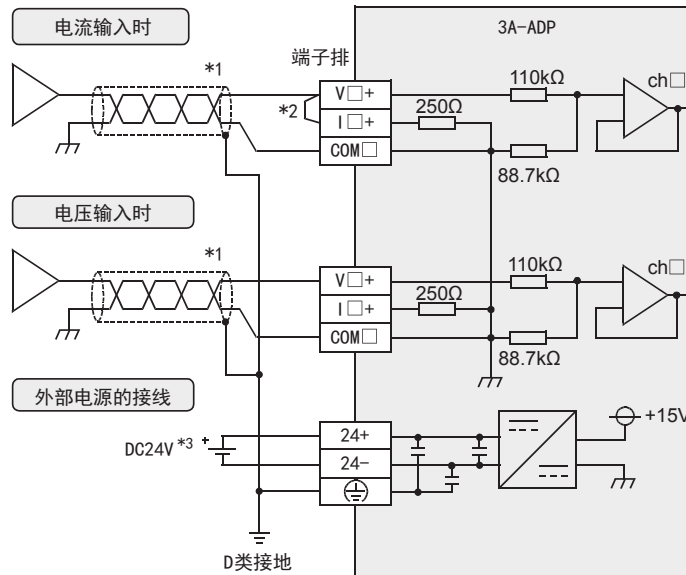 电流输入时
3A-ADP
端子排
*1
*2
V□+
I□+
COM□
250Ω
110kΩ
88.7kΩ
ch□
电压输入时
*1
V□+
I□+
COM□
250Ω
110kΩ
88.7kΩ
ch□
外部电源的接线
DC24V *3
+
24+
24-
+15V
D类接地